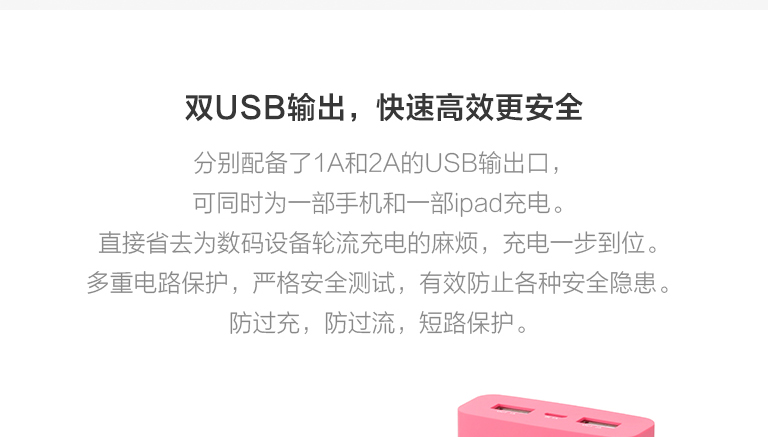 双USB输出，快速高效更安全
分别配备了1A和2A的USB输出口，
可同时为一部手机和一部ipad充电。
直接省去为数码设备轮流充电的麻烦，充电一步到位。
多重电路保护，严格安全测试，有效防止各种安全隐患。
防过充，防过流，短路保护。